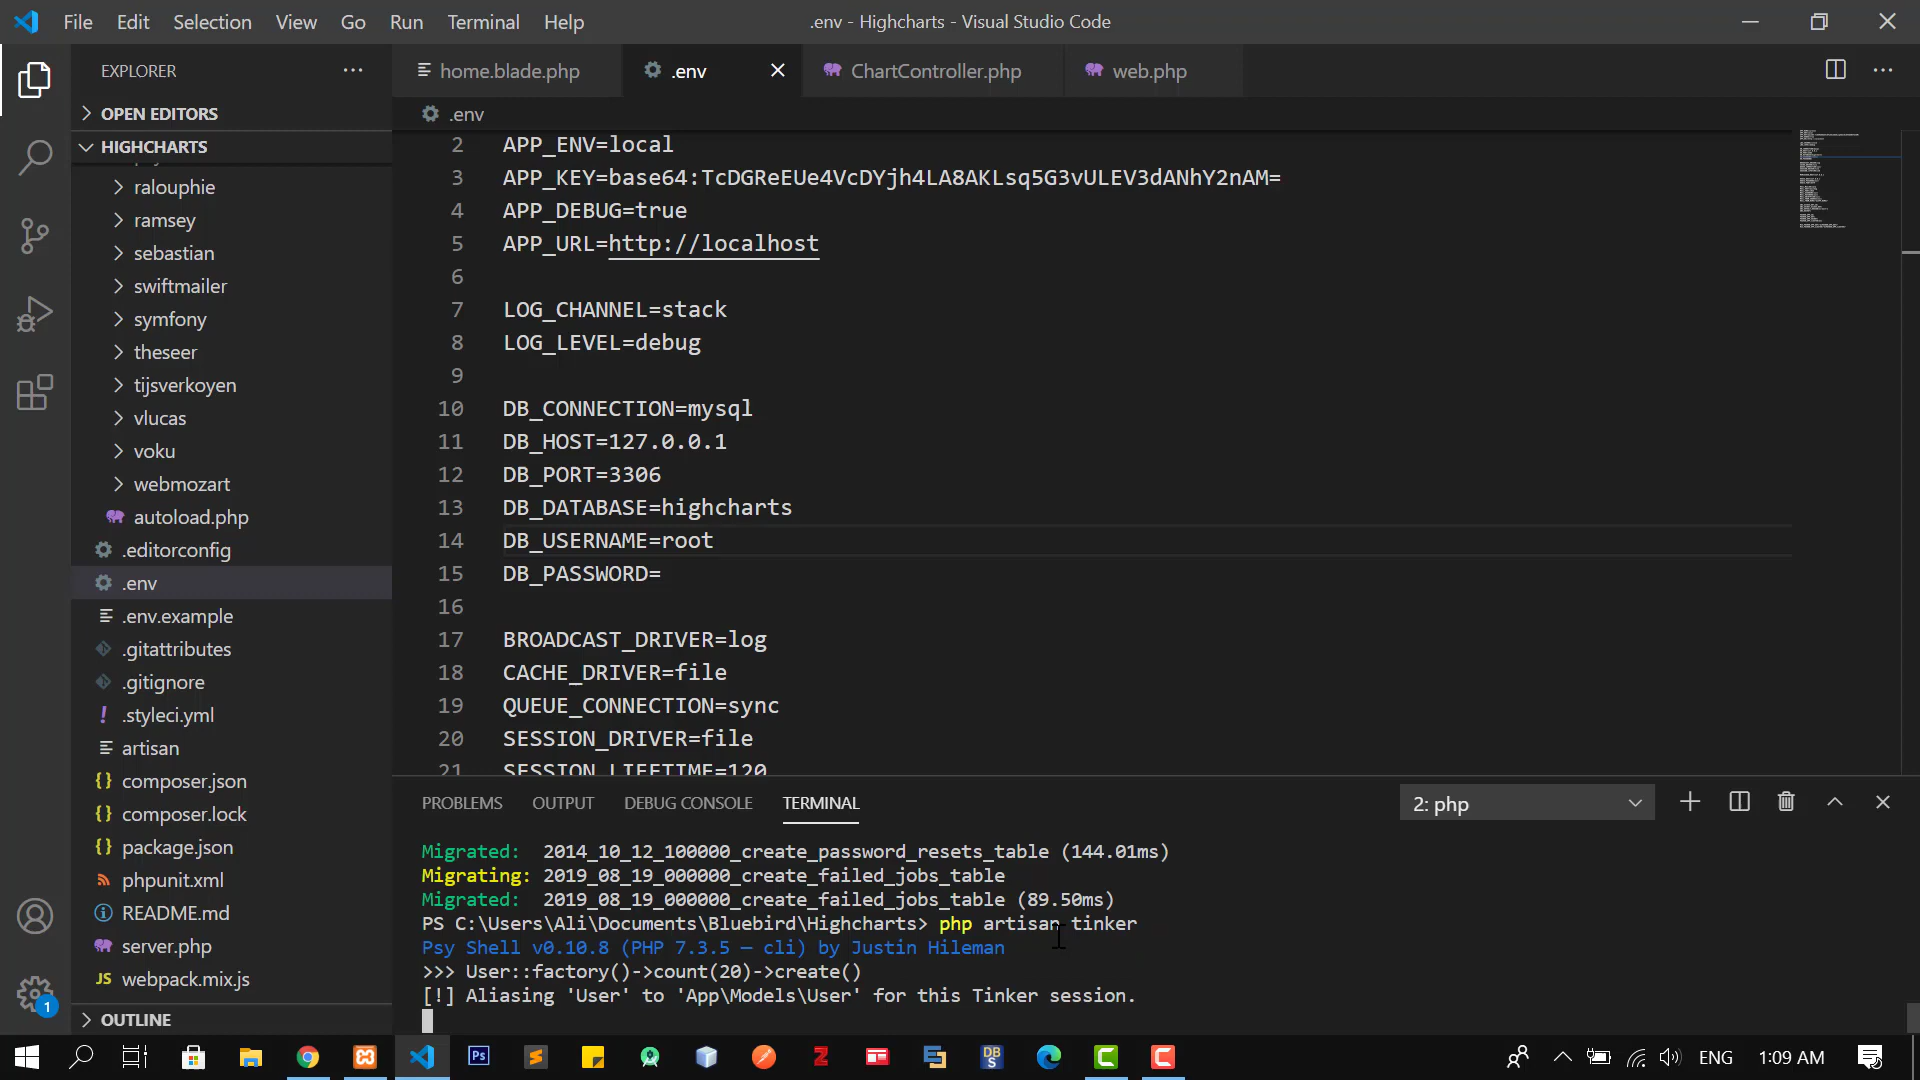 File Edit Selection View Go Run Terminal Help
.env - Highcharts - Visual Studio Code
EXPLORER
home.blade.php
.env
ChartController.php
web.php
OPEN EDITORS
.env
HIGHCHARTS
ralouphie
ramsey
sebastian
swiftmailer
symfony
theseer
tijsverkoyen
vlucas
voku
webmozart
autoload.php
.editorconfig
.env
.env.example
.gitattributes
.gitignore
.styleci.yml
artisan
composer.json
composer.lock
package.json
phpunit.xml
README.md
server.php
JS webpack.mix.js
OUTLINE
1
2 APP_ENV=local
3 APP_KEY=base64:TcDGReEUe4VcDYjh4LA8AKLsq5G3vULEV3dANhY2nAM=
4 APP_DEBUG=true
5 APP_URL=http://localhost
6
7 LOG_CHANNEL=stack
8 LOG_LEVEL=debug
9
10 DB_CONNECTION=mysql
11 DB_HOST=127.0.0.1
12 DB_PORT=3306
13 DB_DATABASE=highcharts
14 DB_USERNAME=root
15 DB_PASSWORD=
16
17 BROADCAST_DRIVER=log
18 CACHE_DRIVER=file
19 QUEUE_CONNECTION=sync
20 SESSION_DRIVER=file
21 SESSION_LIFETIME=120
PROBLEMS OUTPUT DEBUG CONSOLE TERMINAL
2: php
Migrated: 2014_10_12_100000_create_password_resets_table (144.01ms)
Migrating: 2019_08_19_000000_create_failed_jobs_table
Migrated: 2019_08_19_000000_create_failed_jobs_table (89.50ms)
PS C:\Users\Ali\Documents\Bluebird\Highcharts> php artisan tinker
Psy Shell v0.10.8 (PHP 7.3.5 — cli) by Justin Hileman
>>> User::factory()->count(20)->create()
[!] Aliasing 'User' to 'App\Models\User' for this Tinker session.
Ps
Z
DB
S
ENG
1:09 AM